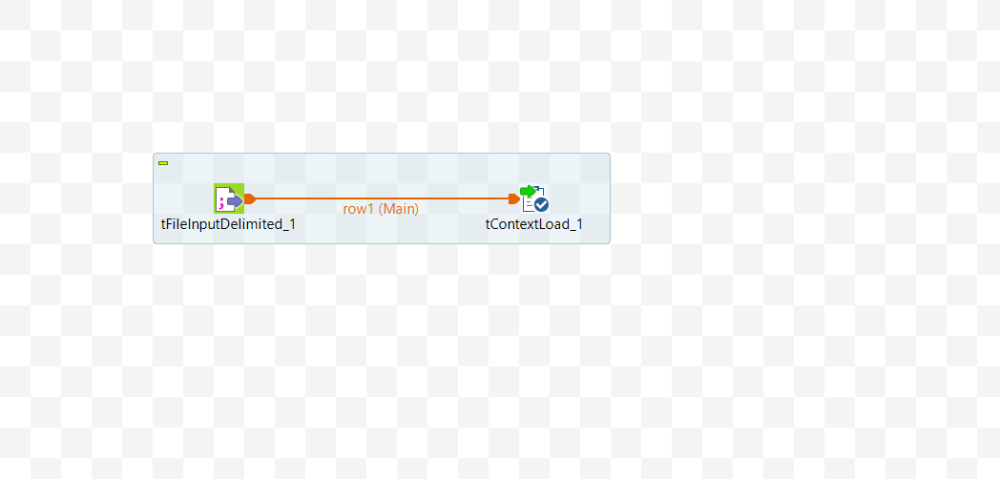 row1 (Main)
tFileInputDelimited_1
tContextLoad_1